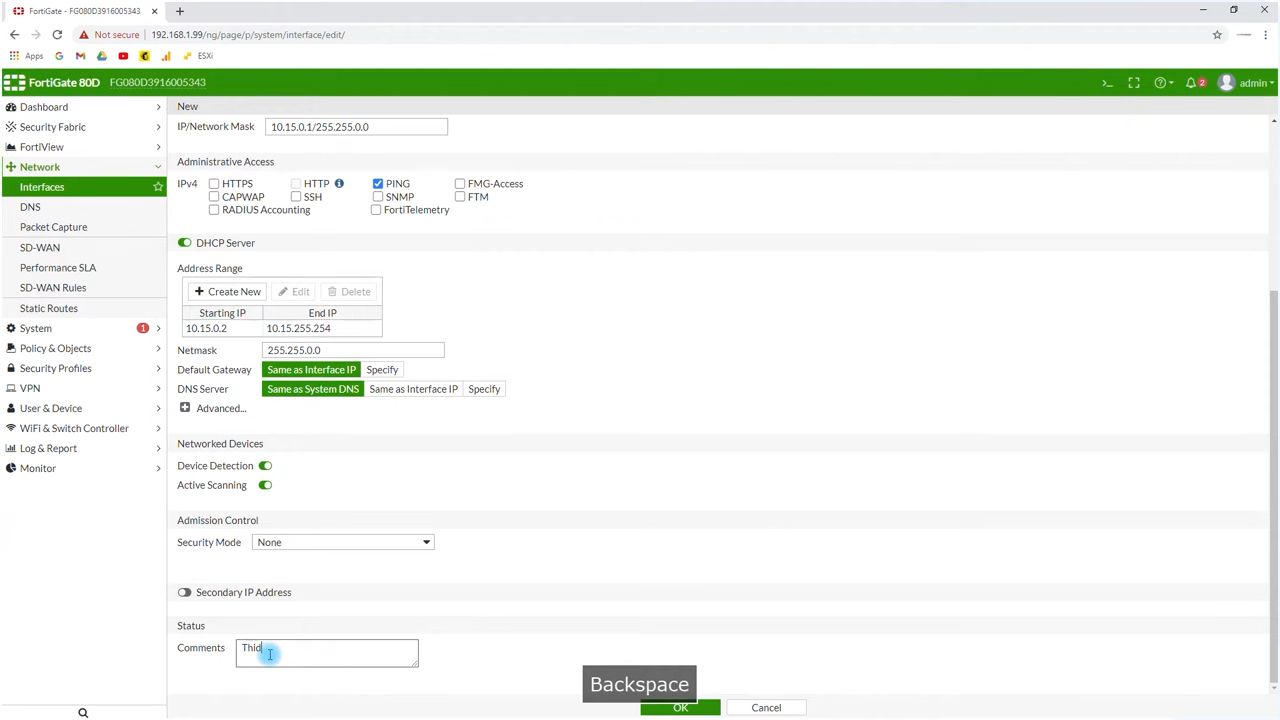 FortiGate - FG080D3916005343
Not secure 192.168.1.99/ng/page/p/system/interface/edit/
Apps ESXi
FortiGate 80D FG080D3916005343 >_ 2 admin
Dashboard
Security Fabric
FortiView
Network
Interfaces
DNS
Packet Capture
SD-WAN
Performance SLA
SD-WAN Rules
Static Routes
System 1
Policy & Objects
Security Profiles
VPN
User & Device
WiFi & Switch Controller
Log & Report
Monitor
New
IP/Network Mask 10.15.0.1/255.255.0.0
Administrative Access
IPv4 HTTPS HTTP PING FMG-Access
CAPWAP SSH SNMP FTM
RADIUS Accounting FortiTelemetry
DHCP Server
Address Range
Create New Edit Delete
Starting IP End IP
10.15.0.2 10.15.255.254
Netmask 255.255.0.0
Default Gateway Same as Interface IP Specify
DNS Server Same as System DNS Same as Interface IP Specify
Advanced...
Networked Devices
Device Detection
Active Scanning
Admission Control
Security Mode None
Secondary IP Address
Status
Comments Thid
Backspace
OK Cancel